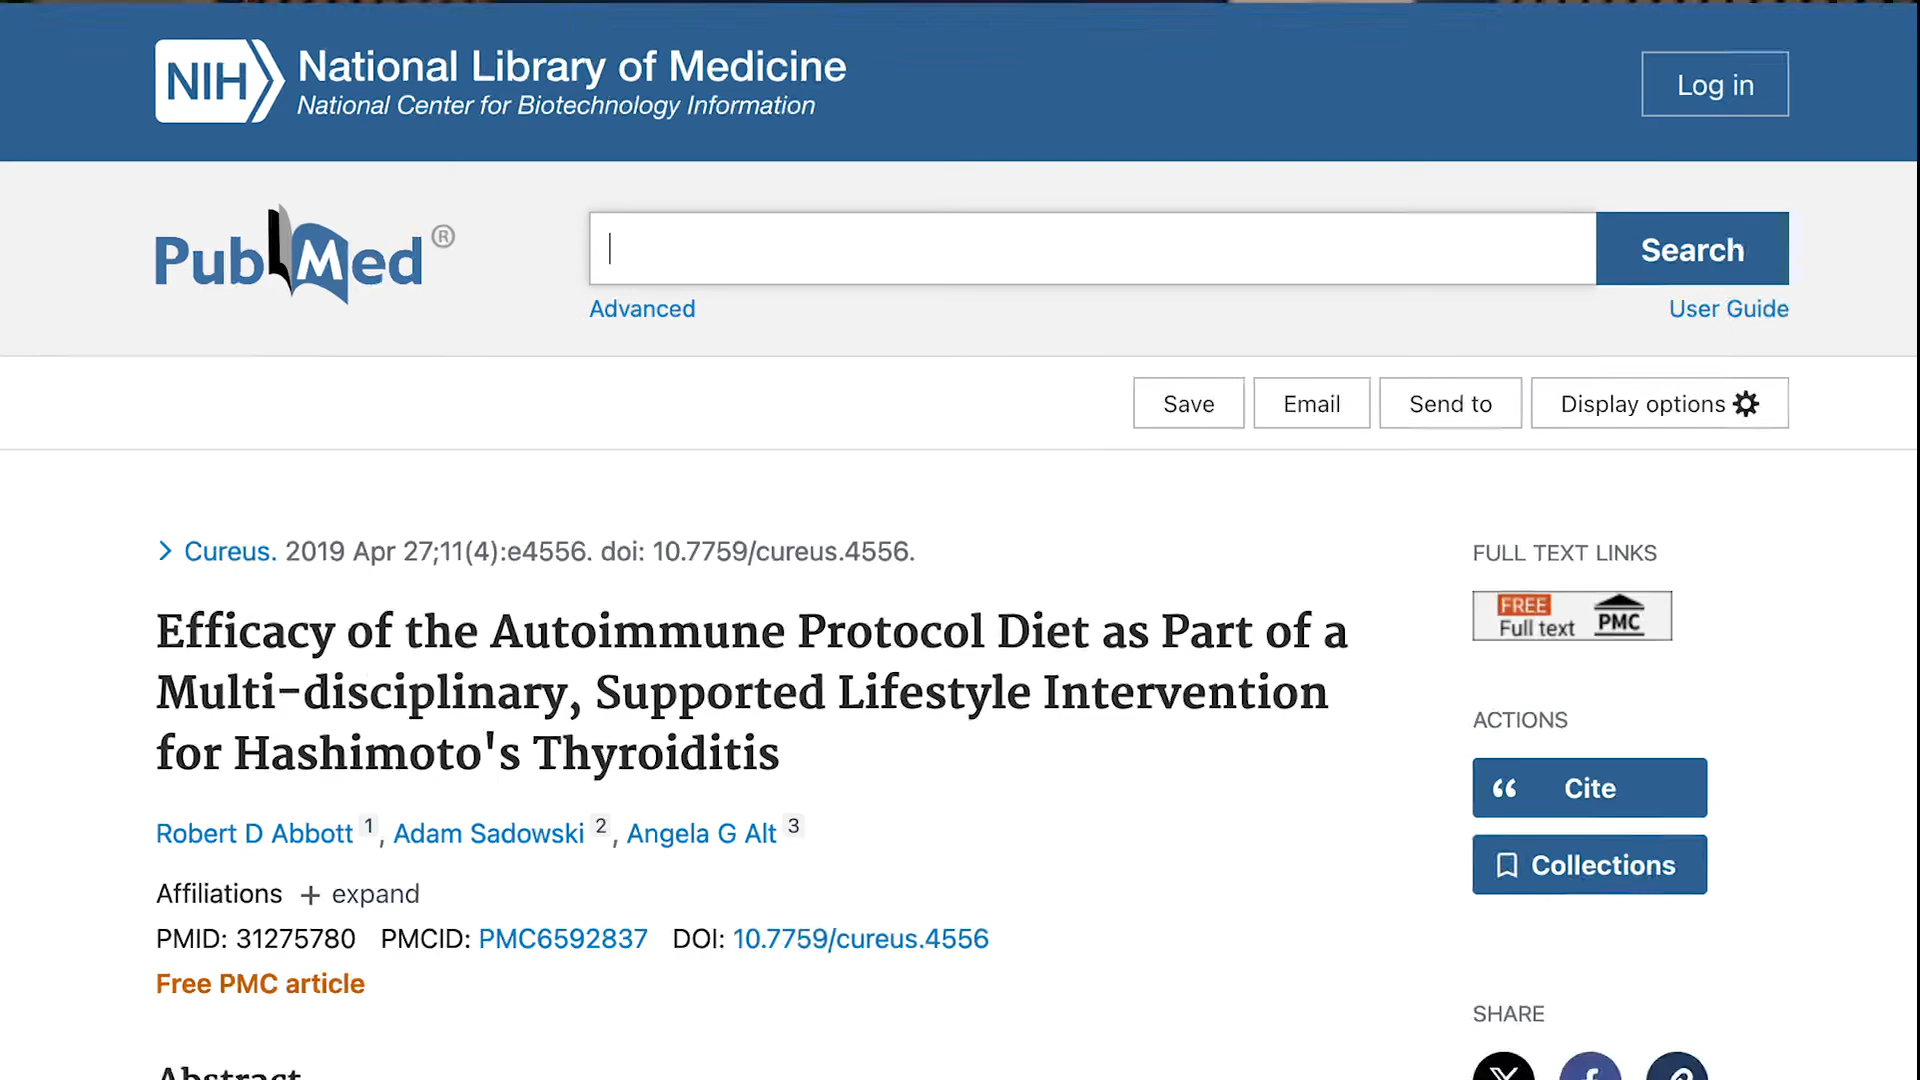 NIH National Library of Medicine
National Center for Biotechnology Information
Log in
PubMed®
Search
Advanced
User Guide
Save
Email
Send to
Display options
Cureus. 2019 Apr 27;11(4):e4556. doi: 10.7759/cureus.4556.
Efficacy of the Autoimmune Protocol Diet as Part of a
Multi-disciplinary, Supported Lifestyle Intervention
for Hashimoto's Thyroiditis
Robert D Abbott 1, Adam Sadowski 2, Angela G Alt 3
Affiliations + expand
PMID: 31275780 PMCID: PMC6592837 DOI: 10.7759/cureus.4556
Free PMC article
Abstract
FULL TEXT LINKS
FREE
Full text PMC
ACTIONS
Cite
Collections
SHARE